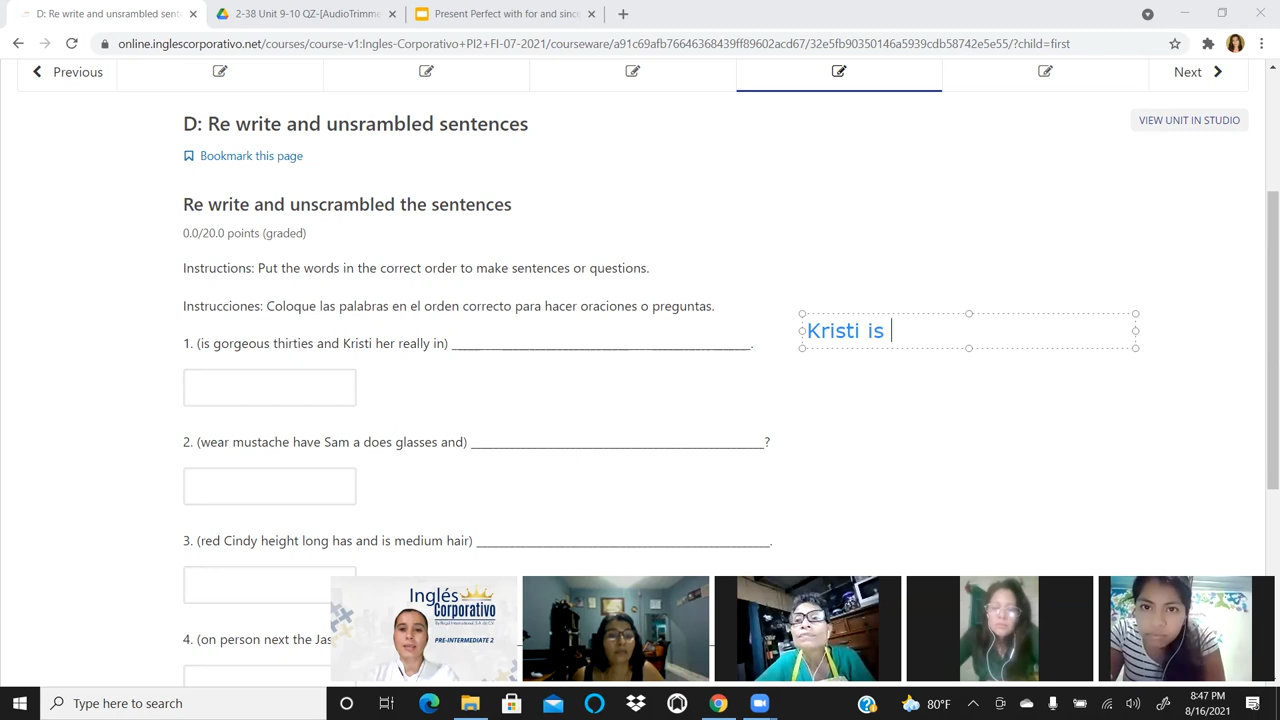 D: Re write and unsrambled sent
2-38 Unit 9-10 QZ-[AudioTrimme
Present Perfect with for and since
online.inglescorporativo.net/courses/course-v1:Ingles-Corporativo+PI2+FI-07-2021/courseware/a91c69afb76646368439ff89602acd67/32e5fb90350146a5939cdb58742e5e55/?child=first
Previous
Next
D: Re write and unsrambled sentences
VIEW UNIT IN STUDIO
Bookmark this page
Re write and unscrambled the sentences
0.0/20.0 points (graded)
Instructions: Put the words in the correct order to make sentences or questions.
Instrucciones: Coloque las palabras en el orden correcto para hacer oraciones o preguntas.
Kristi is
1. (is gorgeous thirties and Kristi her really in) ________________________________________.
2. (wear mustache have Sam a does glasses and) ________________________________________?
3. (red Cindy height long has and is medium hair) ________________________________________.
4. (on person next the Jas
Inglés
Corporativo
PRE-INTERMEDIATE 2
Type here to search
80°F
8:47 PM
8/16/2021